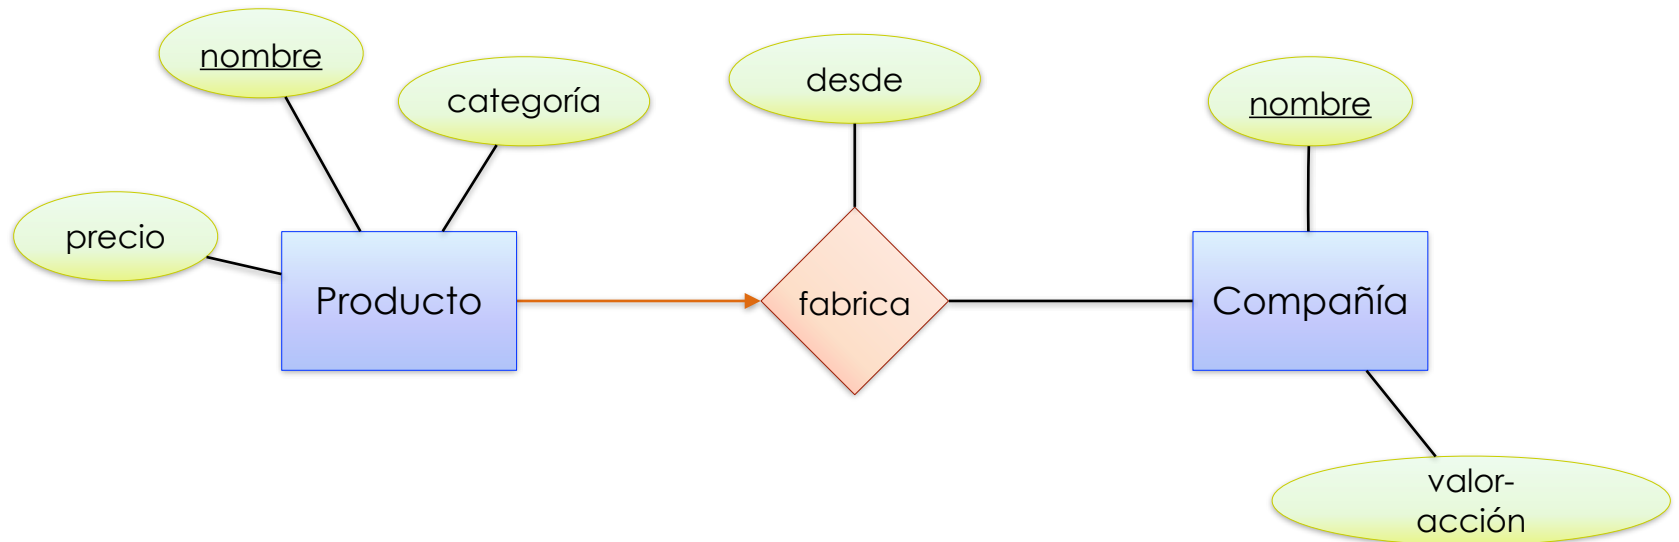 nombre
categoría
desde
nombre
precio
Producto
fabrica
Compañía
valor-
acción